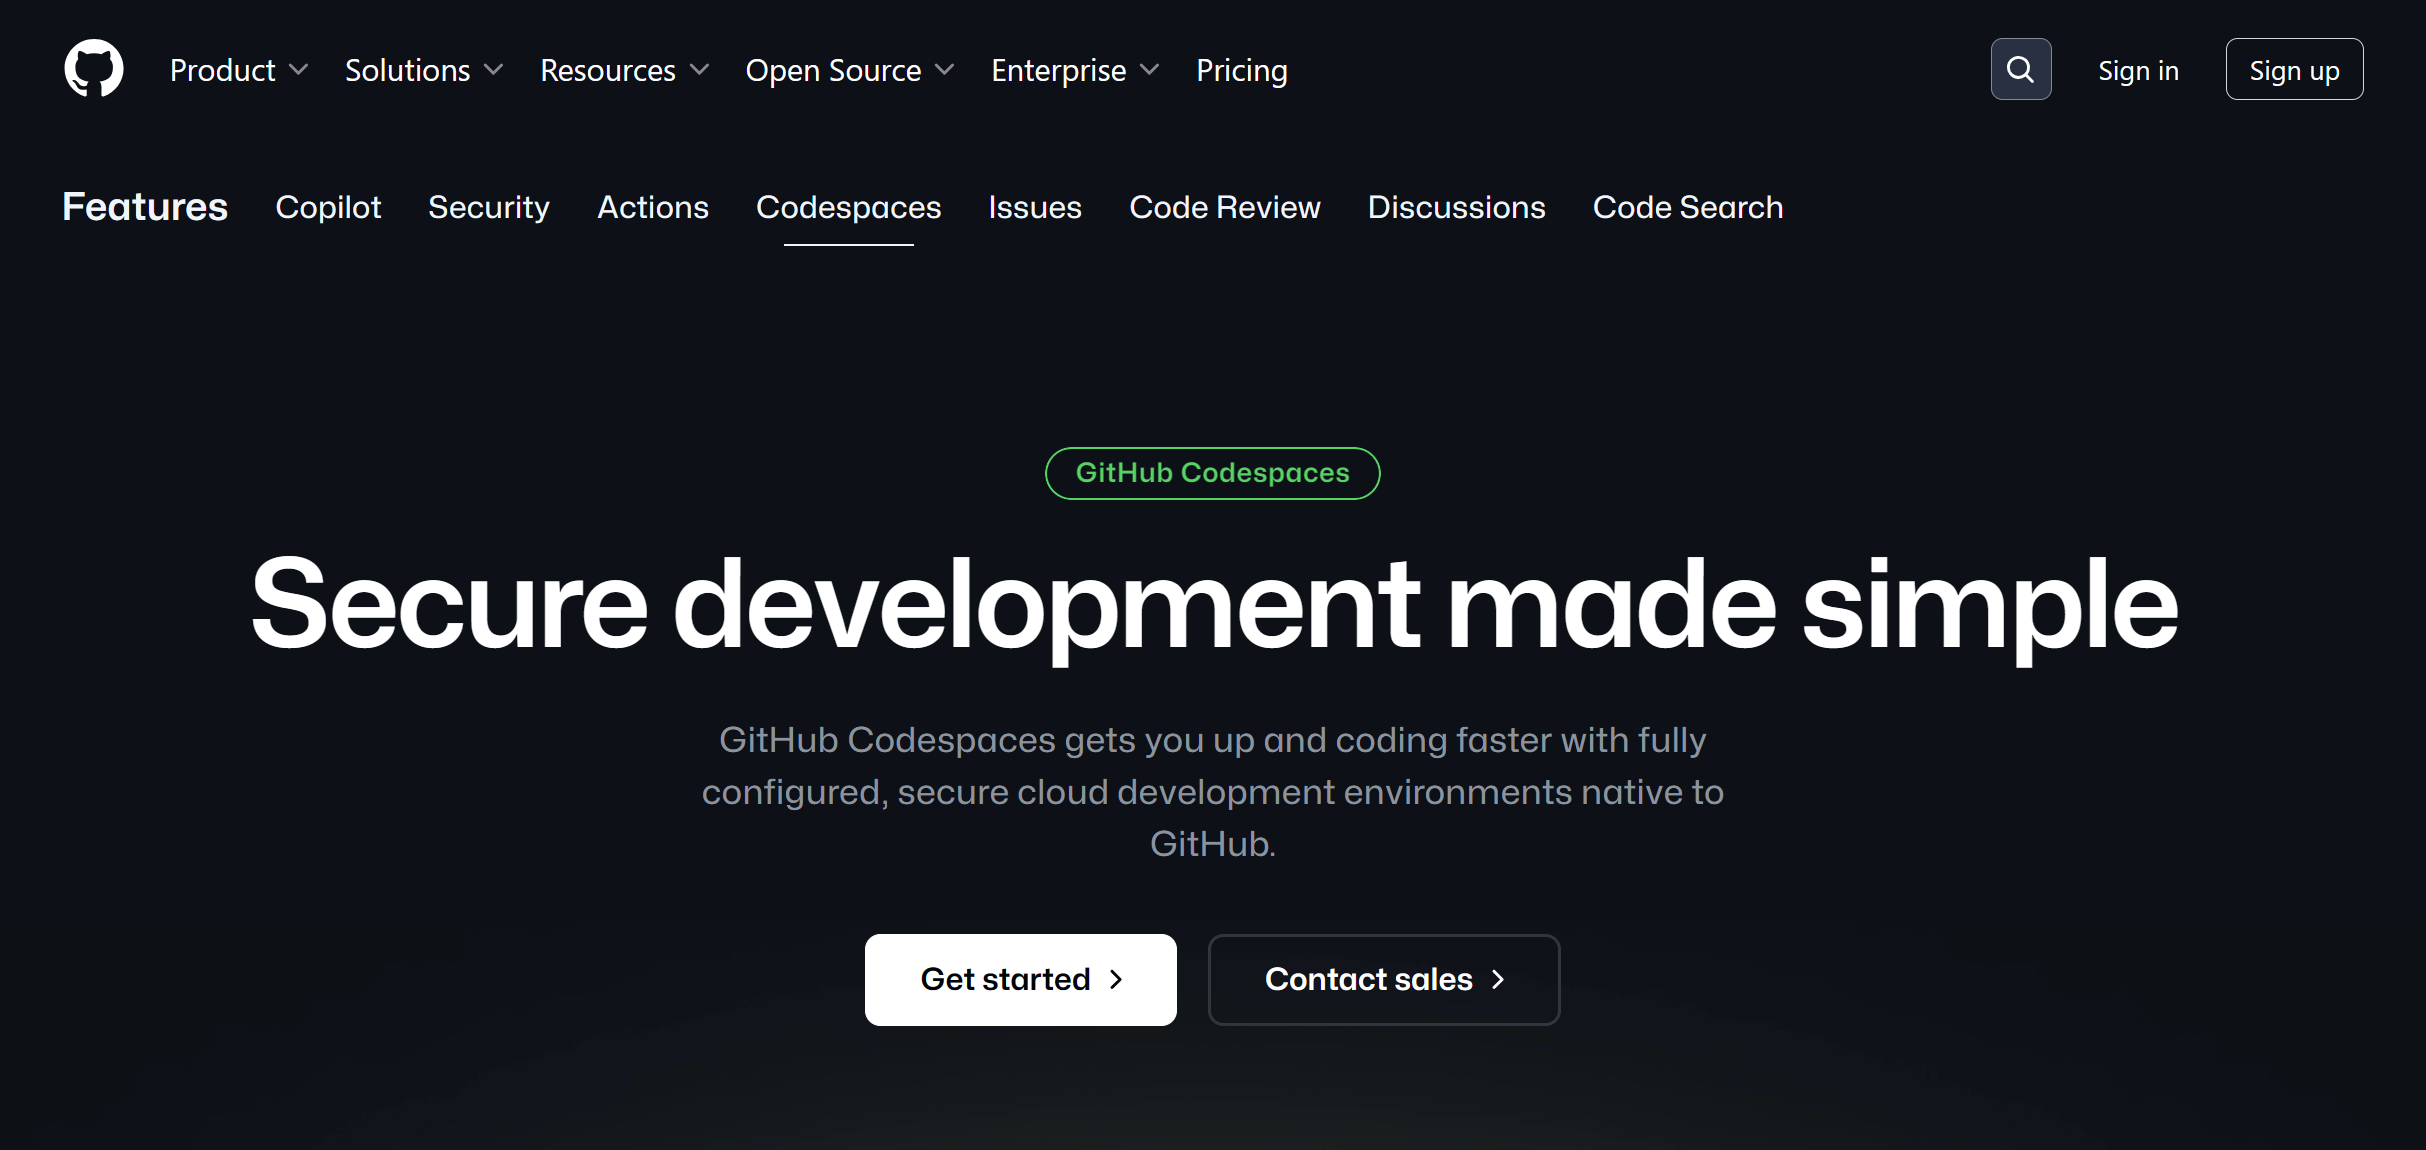 Product Solutions Resources Open Source Enterprise Pricing Sign in Sign up
Features Copilot Security Actions Codespaces Issues Code Review Discussions Code Search
GitHub Codespaces
Secure development made simple
GitHub Codespaces gets you up and coding faster with fully
configured, secure cloud development environments native to
GitHub.
Get started Contact sales